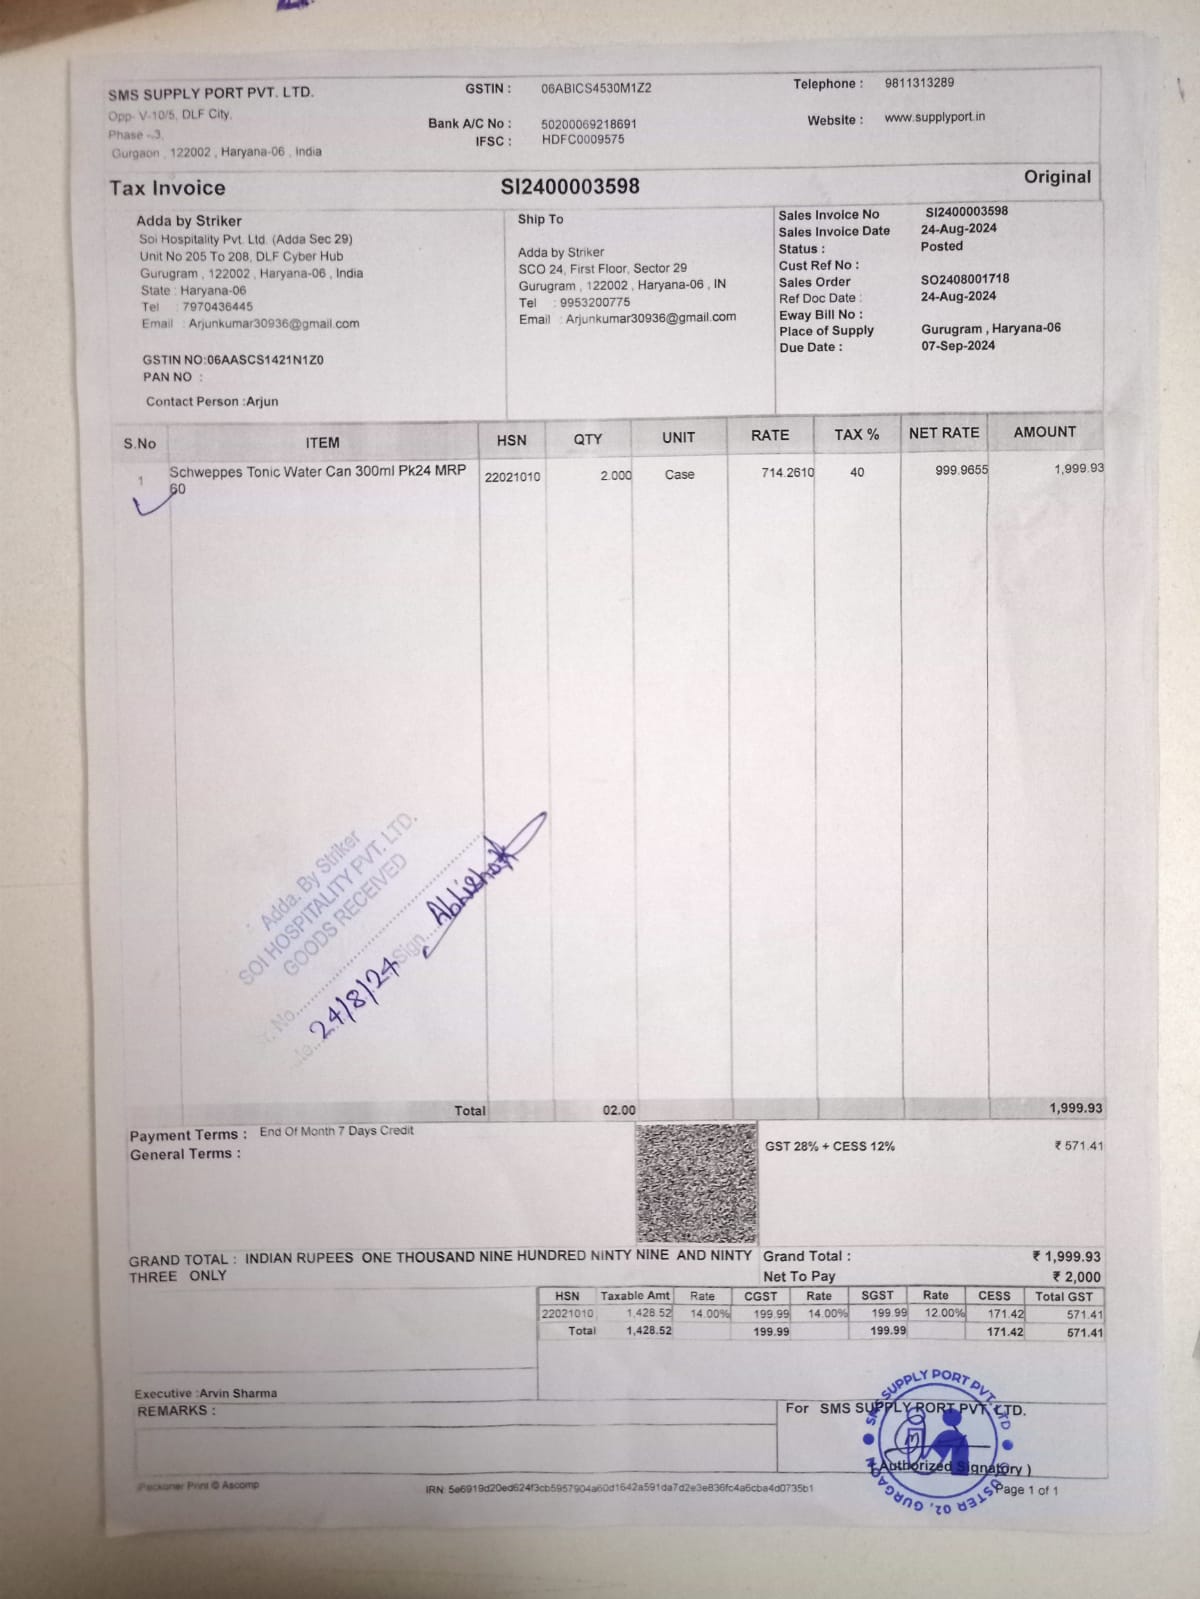 SMS SUPPLY PORT PVT. LTD.
Opp- V-10/5, DLF City,
Phase -3,
Gurgaon , 122002 , Haryana-06 , India
GSTIN : 06ABICS4530M1Z2
Bank A/C No : 50200069218691
IFSC : HDFC0009575
Telephone : 9811313289
Website : www.supplyport.in
Tax Invoice SI2400003598 Original
Adda by Striker
Soi Hospitality Pvt. Ltd. (Adda Sec 29)
Unit No 205 To 208, DLF Cyber Hub
Gurugram , 122002 , Haryana-06 , India
State : Haryana-06
Tel : 7970436445
Email : Arjunkumar30936@gmail.com
GSTIN NO:06AASCS1421N1Z0
PAN NO :
Contact Person :Arjun
Ship To
Adda by Striker
SCO 24, First Floor, Sector 29
Gurugram , 122002 , Haryana-06 , IN
Tel : 9953200775
Email : Arjunkumar30936@gmail.com
Sales Invoice No SI2400003598
Sales Invoice Date 24-Aug-2024
Status : Posted
Cust Ref No :
Sales Order SO2408001718
Ref Doc Date : 24-Aug-2024
Eway Bill No :
Place of Supply Gurugram , Haryana-06
Due Date : 07-Sep-2024
S.No ITEM HSN QTY UNIT RATE TAX % NET RATE AMOUNT
1 Schweppes Tonic Water Can 300ml Pk24 MRP 22021010 2.000 Case 714.2610 40 999.9655 1,999.93
60
Adda. By Striker
SOI HOSPITALITY PVT. LTD.
GOODS RECEIVED
No. Sign Abhishek
24/8/24
Total 02.00 1,999.93
Payment Terms : End Of Month 7 Days Credit
General Terms :
GST 28% + CESS 12% ₹ 571.41
GRAND TOTAL : INDIAN RUPEES ONE THOUSAND NINE HUNDRED NINTY NINE AND NINTY
THREE ONLY
Grand Total : ₹ 1,999.93
Net To Pay ₹ 2,000
HSN Taxable Amt Rate CGST Rate SGST Rate CESS Total GST
22021010 1,428.52 14.00% 199.99 14.00% 199.99 12.00% 171.42 571.41
Total 1,428.52 199.99 199.99 171.42 571.41
Executive :Arvin Sharma
REMARKS :
For SMS SUPPLY PORT PVT. LTD.
( Authorized Signatory )
SMS SUPPLY PORT PVT. LTD
02, GURGAON
Reckoner Print © Ascomp
IRN: 5e6919d20ed624f3cb5957904a60d1642a591da7d2e3e836fc4a6cba4d0735b1
Page 1 of 1